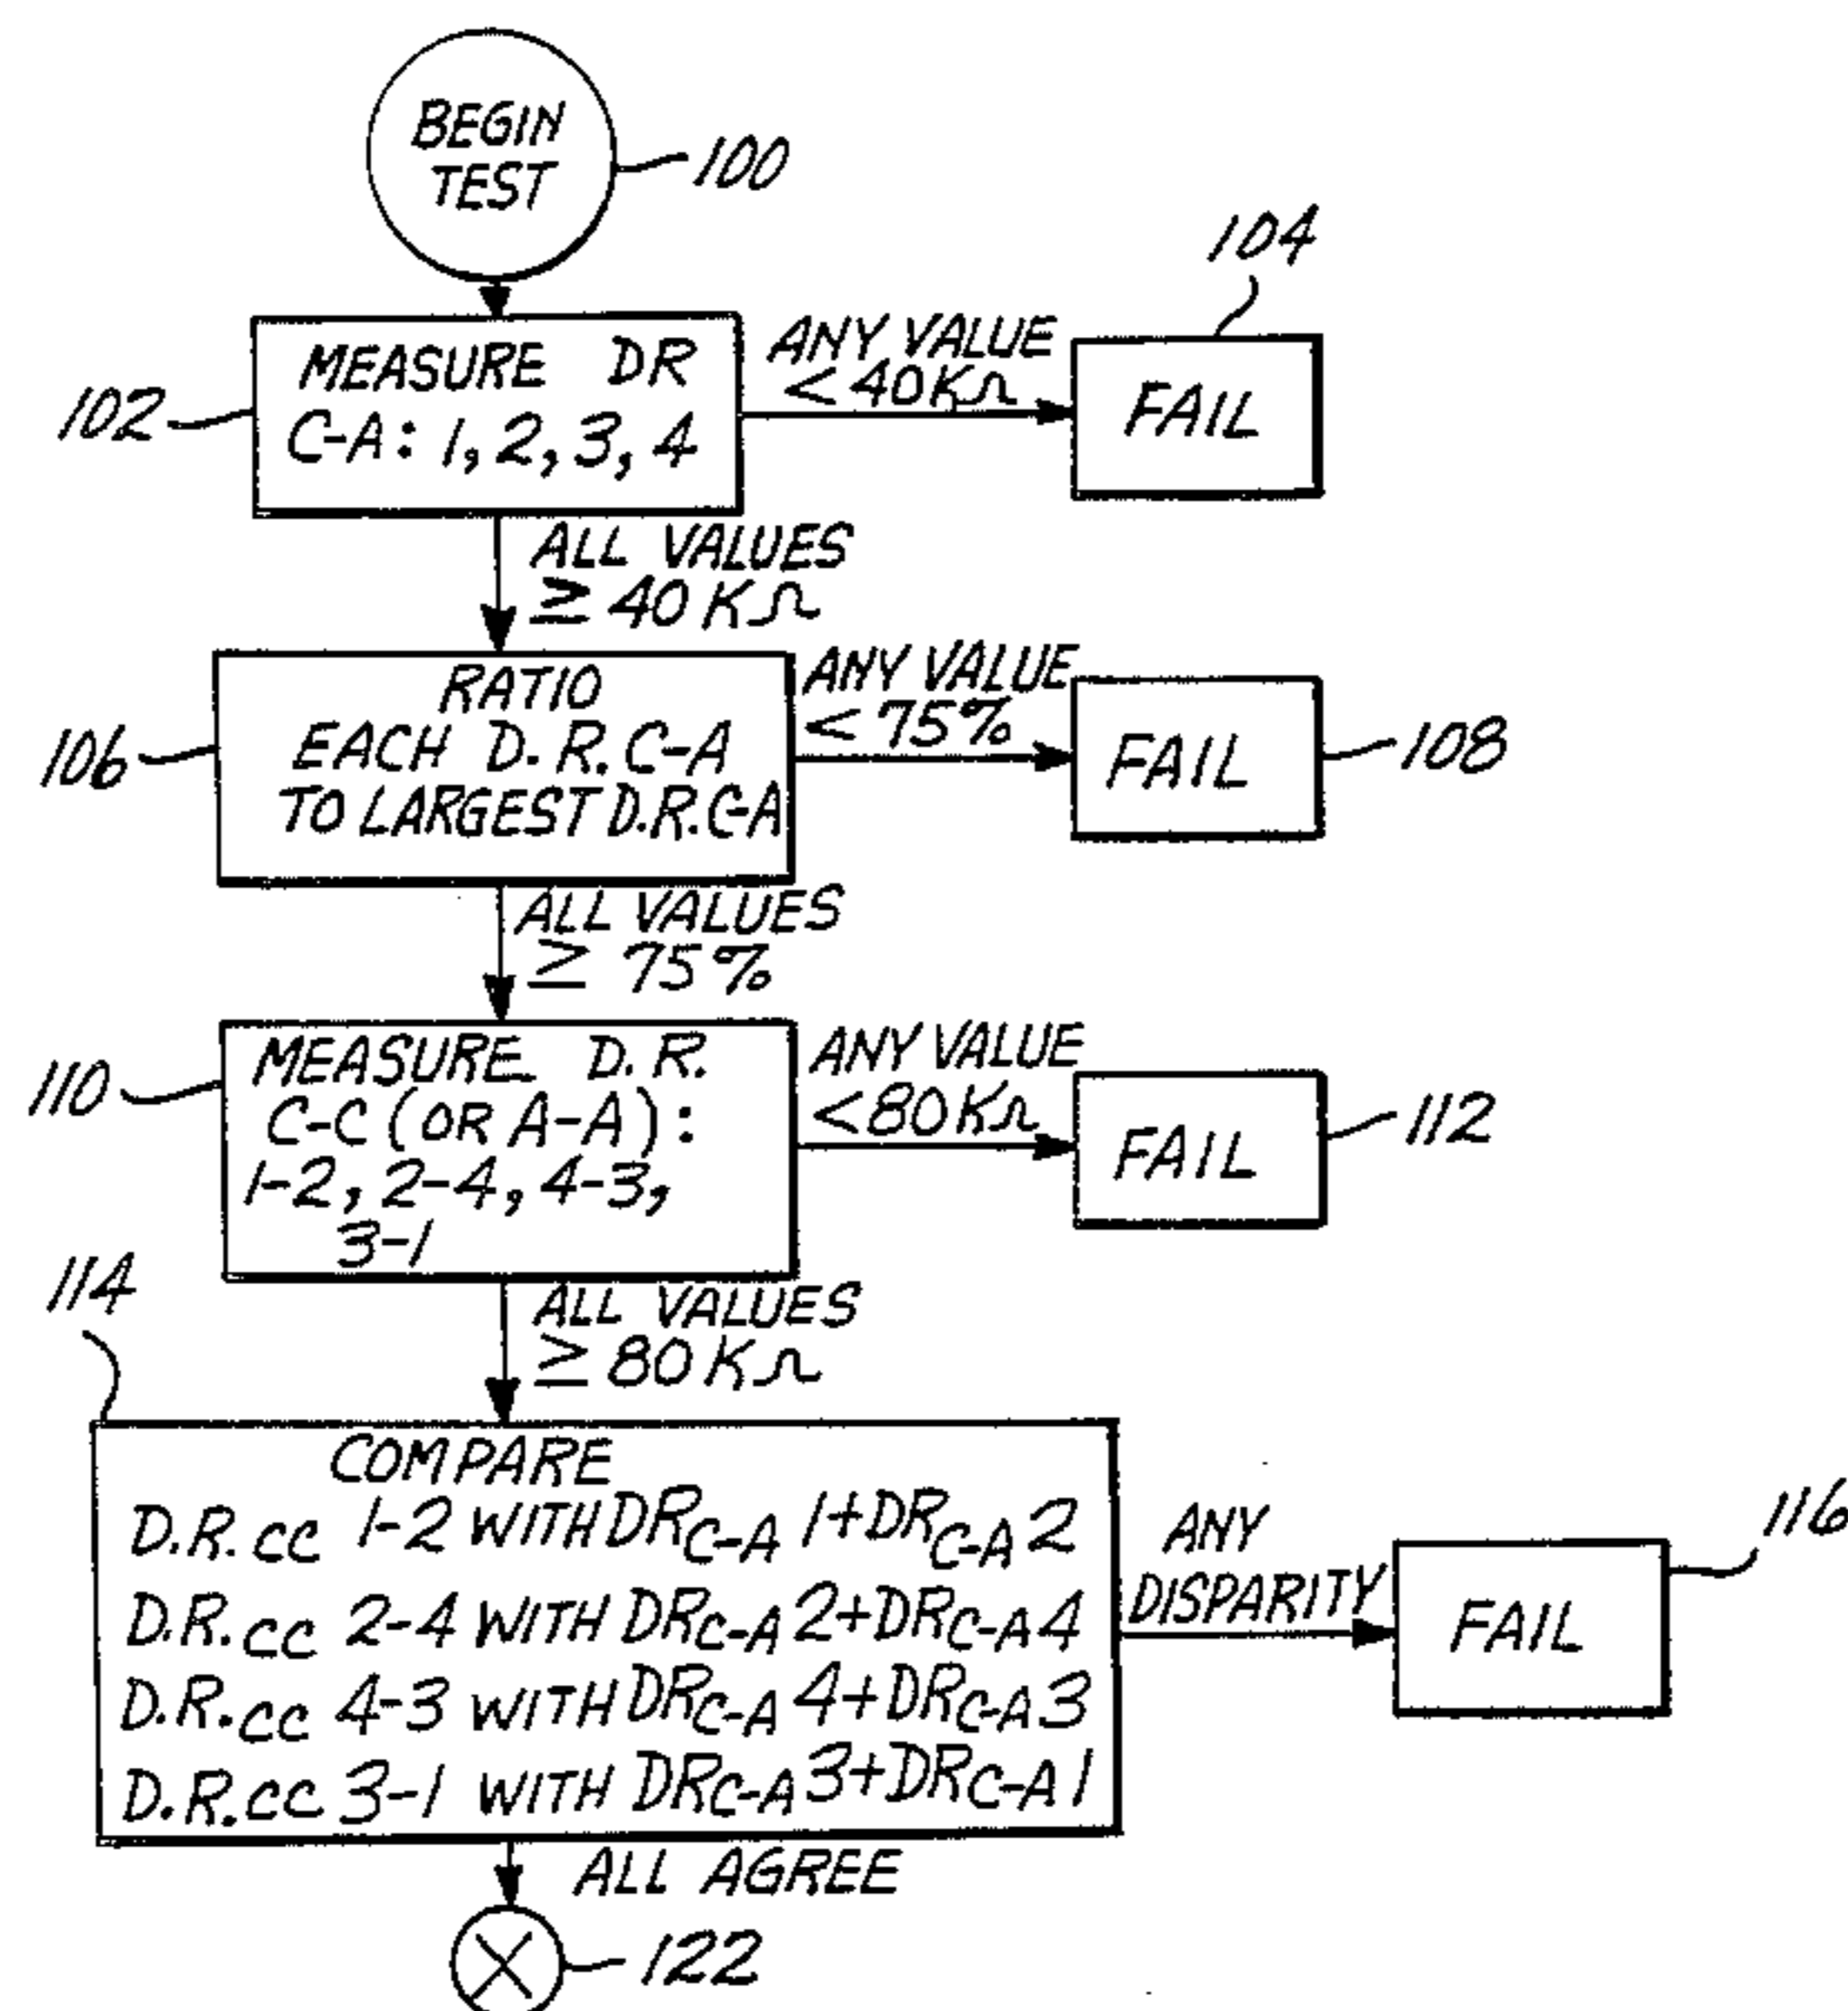 BEGIN
TEST
100
104
MEASURE DR
C-A: 1, 2, 3, 4
102
ANY VALUE
< 40KΩ
FAIL
ALL VALUES
≥ 40 KΩ
RATIO
EACH D.R.C-A
TO LARGEST D.R.C-A
106
ANY VALUE
< 75%
FAIL
108
ALL VALUES
≥ 75%
MEASURE D.R.
C-C (OR A-A):
1-2, 2-4, 4-3,
3-1
110
ANY VALUE
<80KΩ
FAIL
112
114
ALL VALUES
≥ 80 KΩ
COMPARE
D.R.CC 1-2 WITH DRC-A 1+DRC-A 2
D.R.CC 2-4 WITH DRC-A 2+DRC-A 4
D.R.CC 4-3 WITH DRC-A 4+DRC-A 3
D.R.CC 3-1 WITH DRC-A 3+DRC-A 1
ANY
DISPARITY
FAIL
116
ALL AGREE
X
122